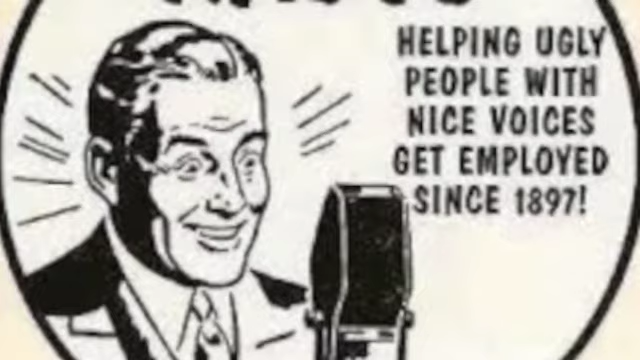 HELPING UGLY
PEOPLE WITH
NICE VOICES
GET EMPLOYED
SINCE 1897!